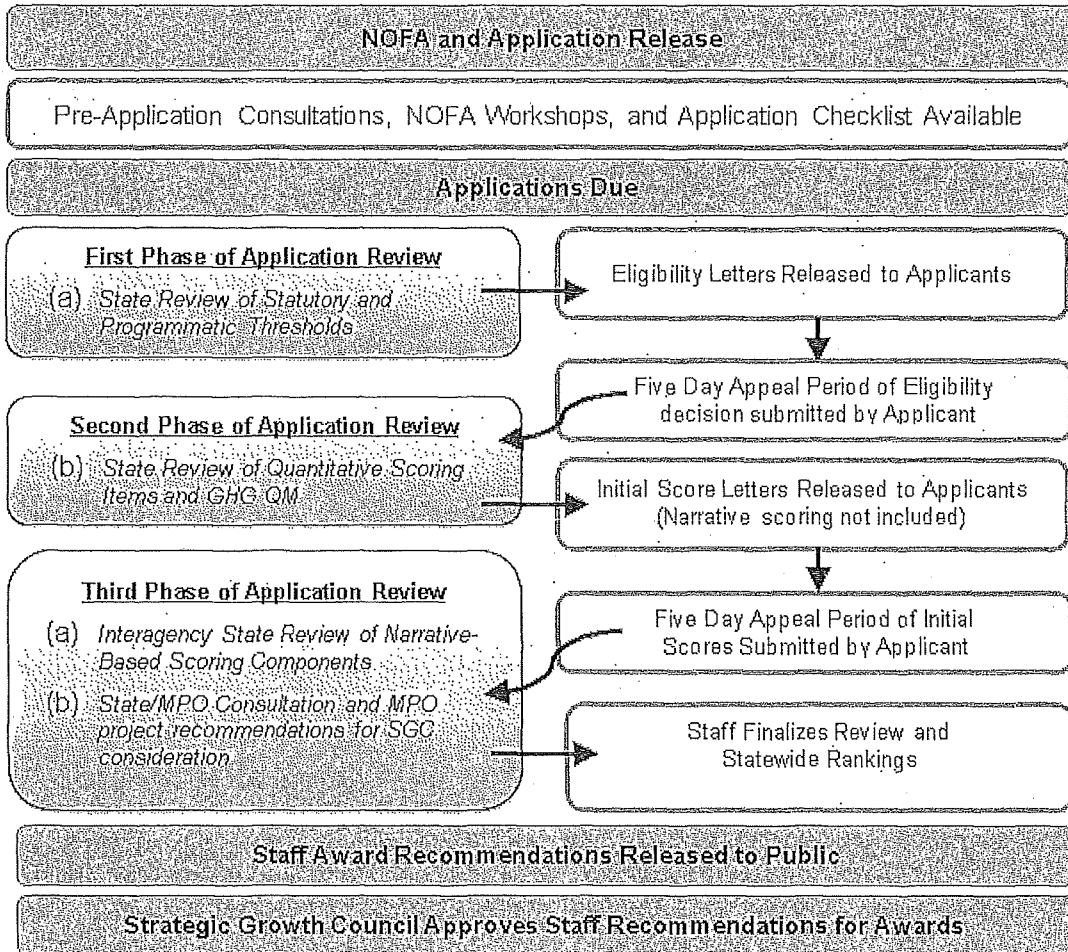 NOFA and Application Release
Pre-Application Consultations, NOFA Workshops, and Application Checklist Available
Applications Due
First Phase of Application Review
(a) State Review of Statutory and
Programmatic Thresholds
Eligibility Letters Released to Applicants
Five Day Appeal Period of Eligibility
decision submitted by Applicant
Second Phase of Application Review
(b) State Review of Quantitative Scoring
Items and GHG QM
Initial Score Letters Released to Applicants
(Narrative scoring not included)
Third Phase of Application Review
(a) Interagency State Review of Narrative-
Based Scoring Components
(b) State/MPO Consultation and MPO
project recommendations for SGC
consideration
Five Day Appeal Period of Initial
Scores Submitted by Applicant
Staff Finalizes Review and
Statewide Rankings
Staff Award Recommendations Released to Public
Strategic Growth Council Approves Staff Recommendations for Awards